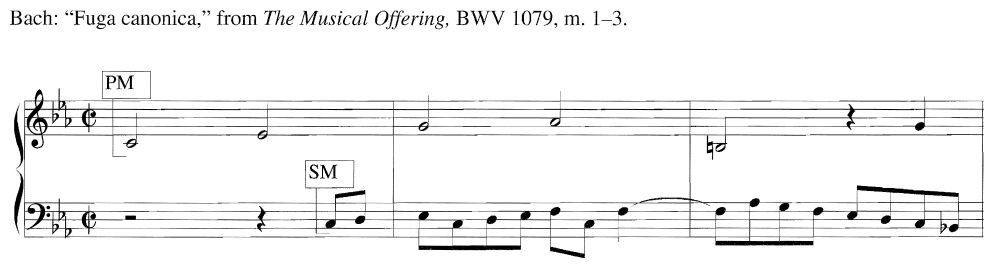 Bach: “Fuga canonica,” from The Musical Offering, BWV 1079, m. 1–3.
PM
SM